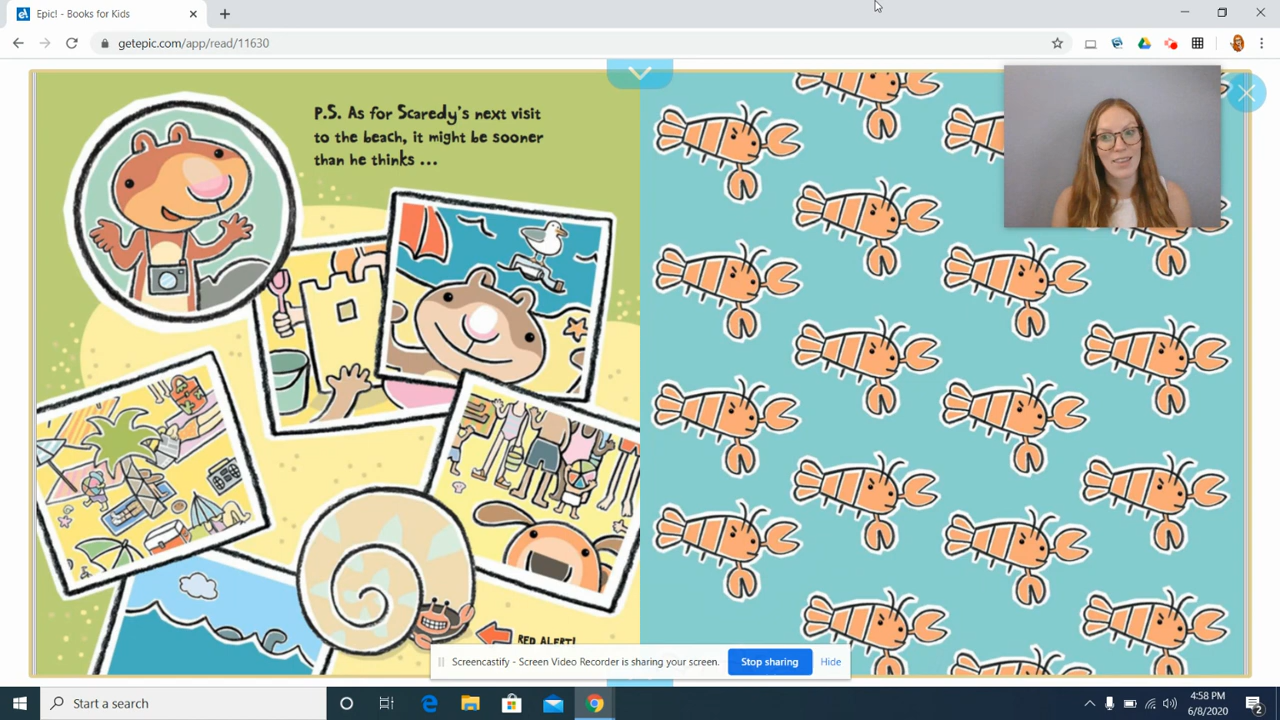 Epic! - Books for Kids
getepic.com/app/read/11630
P.S. As for Scaredy's next visit
to the beach, it might be sooner
than he thinks ...
RED ALERT!
Screencastify - Screen Video Recorder is sharing your screen.
Stop sharing
Hide
Start a search
4:58 PM
6/8/2020
2